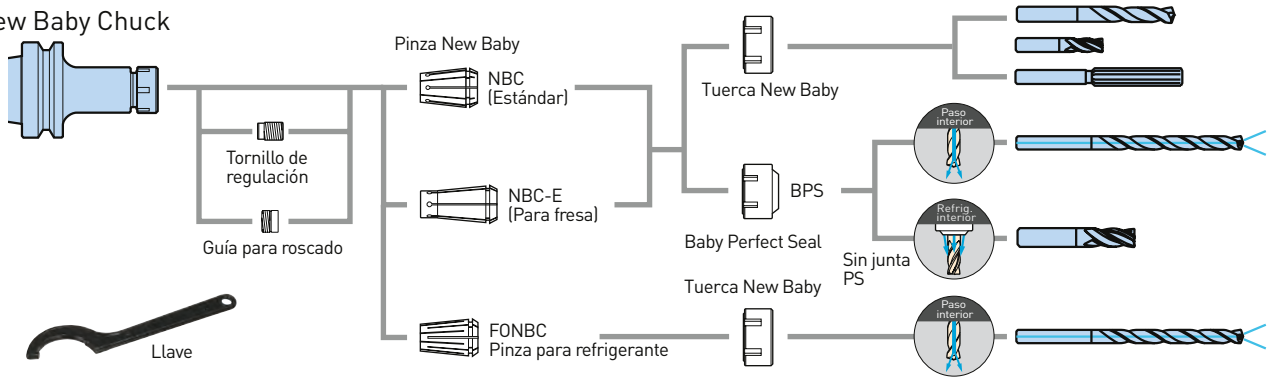 ew Baby Chuck
Pinza New Baby
NBC
(Estándar)
Tornillo de
regulación
Guía para roscado
NBC-E
(Para fresa)
FONBC
Pinza para refrigerante
Llave
Tuerca New Baby
BPS
Baby Perfect Seal
Sin junta
PS
Tuerca New Baby
Paso
interior
Refrig.
interior
Paso
interior